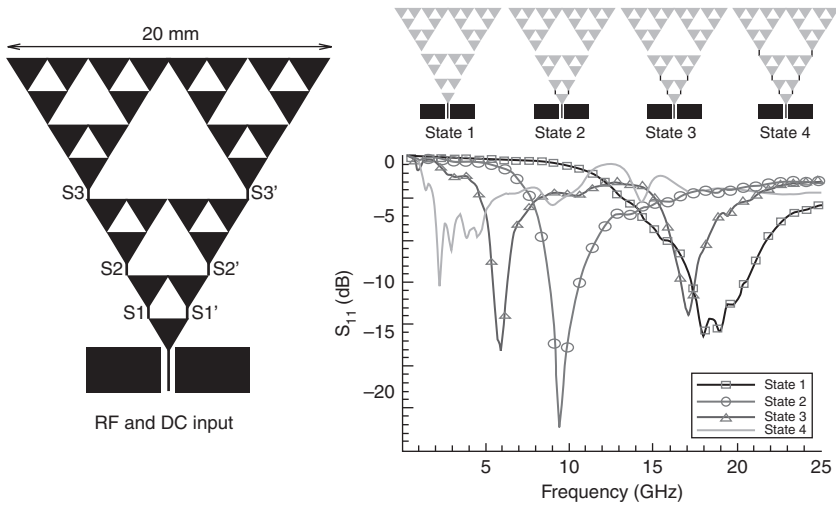 20 mm
S3
S3'
S2
S2'
S1
S1'
RF and DC input
State 1
State 2
State 3
State 4
0
–5
–10
–15
–20
S11 (dB)
5
10
15
20
25
Frequency (GHz)
State 1
State 2
State 3
State 4